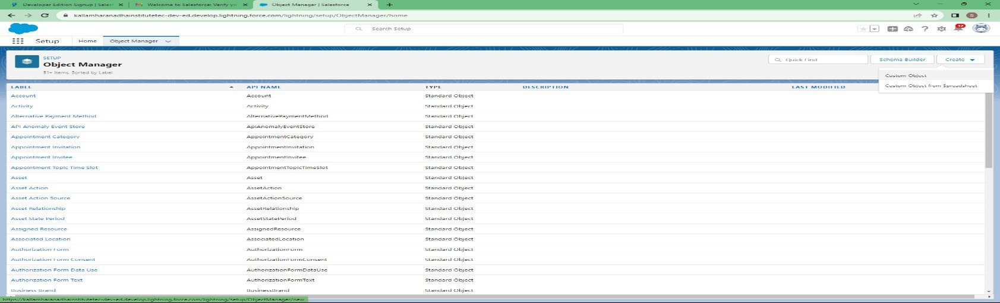 Developer Edition Signup | Sales
Welcome to Salesforce: Verify yo
Object Manager | Salesforce
kallamharanadhainstitutetec-dev-ed.develop.lightning.force.com/lightning/setup/ObjectManager/home
Search Setup
12
Setup Home Object Manager
SETUP
Object Manager
51+ Items, Sorted by Label
Quick Find Schema Builder Create
Custom Object
Custom Object from Spreadsheet
LABEL API NAME TYPE DESCRIPTION LAST MODIFIED
Account Account Standard Object
Activity Activity Standard Object
Alternative Payment Method AlternativePaymentMethod Standard Object
API Anomaly Event Store ApiAnomalyEventStore Standard Object
Appointment Category AppointmentCategory Standard Object
Appointment Invitation AppointmentInvitation Standard Object
Appointment Invitee AppointmentInvitee Standard Object
Appointment Topic Time Slot AppointmentTopicTimeSlot Standard Object
Asset Asset Standard Object
Asset Action AssetAction Standard Object
Asset Action Source AssetActionSource Standard Object
Asset Relationship AssetRelationship Standard Object
Asset State Period AssetStatePeriod Standard Object
Assigned Resource AssignedResource Standard Object
Associated Location AssociatedLocation Standard Object
Authorization Form AuthorizationForm Standard Object
Authorization Form Consent AuthorizationFormConsent Standard Object
Authorization Form Data Use AuthorizationFormDataUse Standard Object
Authorization Form Text AuthorizationFormText Standard Object
Business Brand BusinessBrand Standard Object
https://kallamharanadhainstitutetec-dev-ed.develop.lightning.force.com/lightning/setup/ObjectManager/new